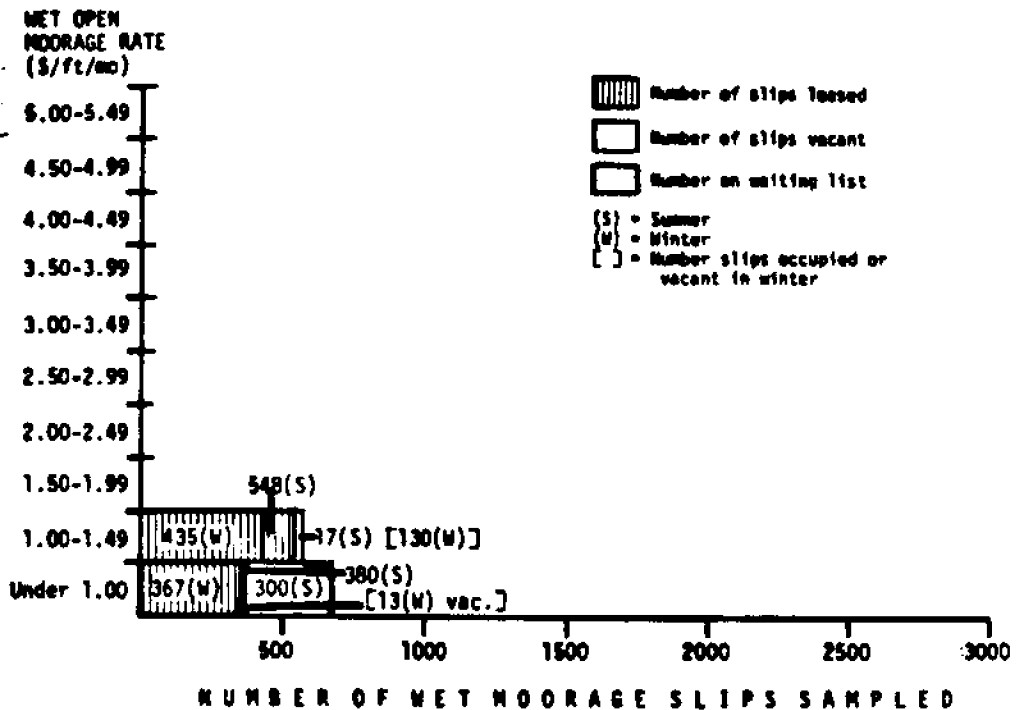 WET OPEN
MOORAGE RATE
($/ft/mo)
5.00-5.49
4.50-4.99
4.00-4.49
3.50-3.99
3.00-3.49
2.50-2.99
2.00-2.49
1.50-1.99
1.00-1.49
Under 1.00
Number of slips leased
Number of slips vacant
Number on waiting list
(S) = Summer
(W) = Winter
[ ] = Number slips occupied or
vacant in winter
548(S)
435(W)
17(S) [130(W)]
367(W)
300(S)
380(S)
[13(W) vac.]
500 1000 1500 2000 2500 3000
NUMBER OF WET MOORAGE SLIPS SAMPLED